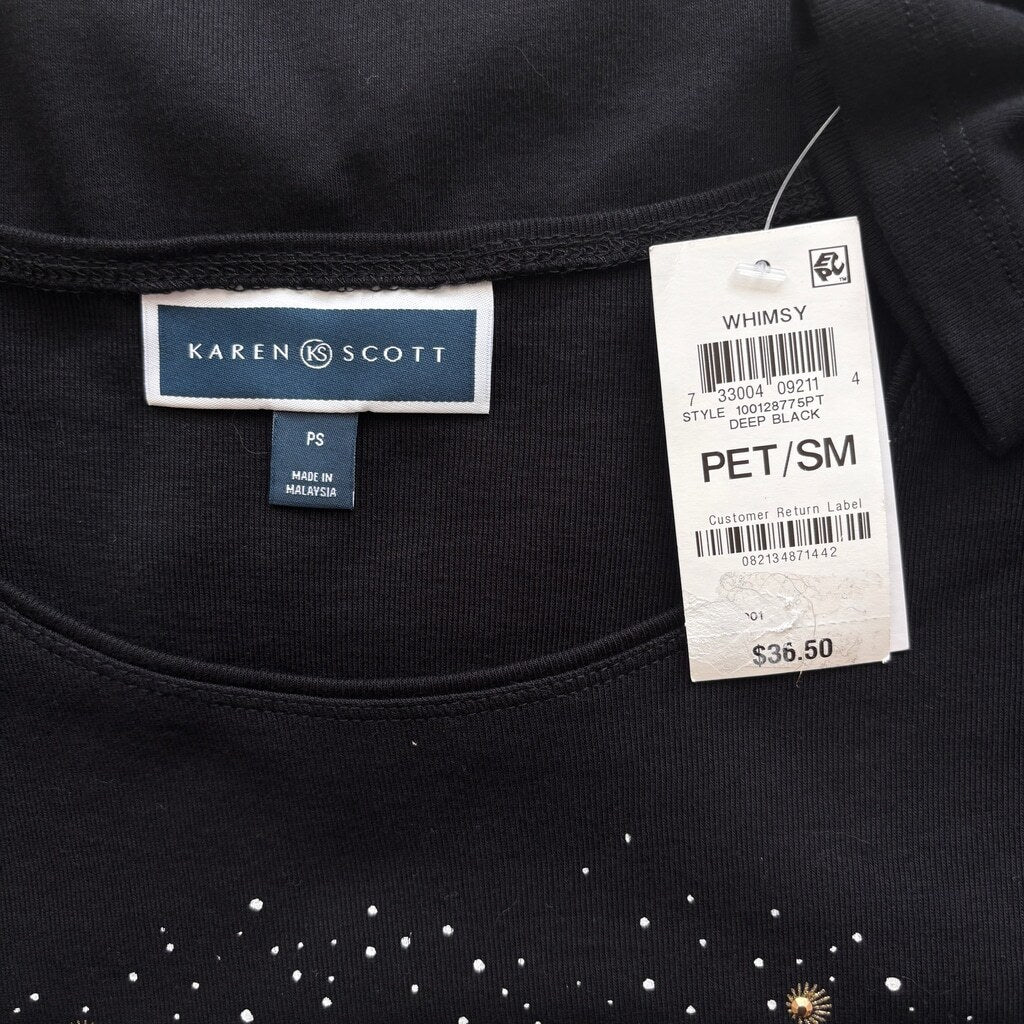 KAREN KS SCOTT
PS
MADE IN
MALAYSIA
WHIMSY
7 33004 09211 4
STYLE 100128775PT
DEEP BLACK
PET/SM
Customer Return Label
082134871442
$36.50